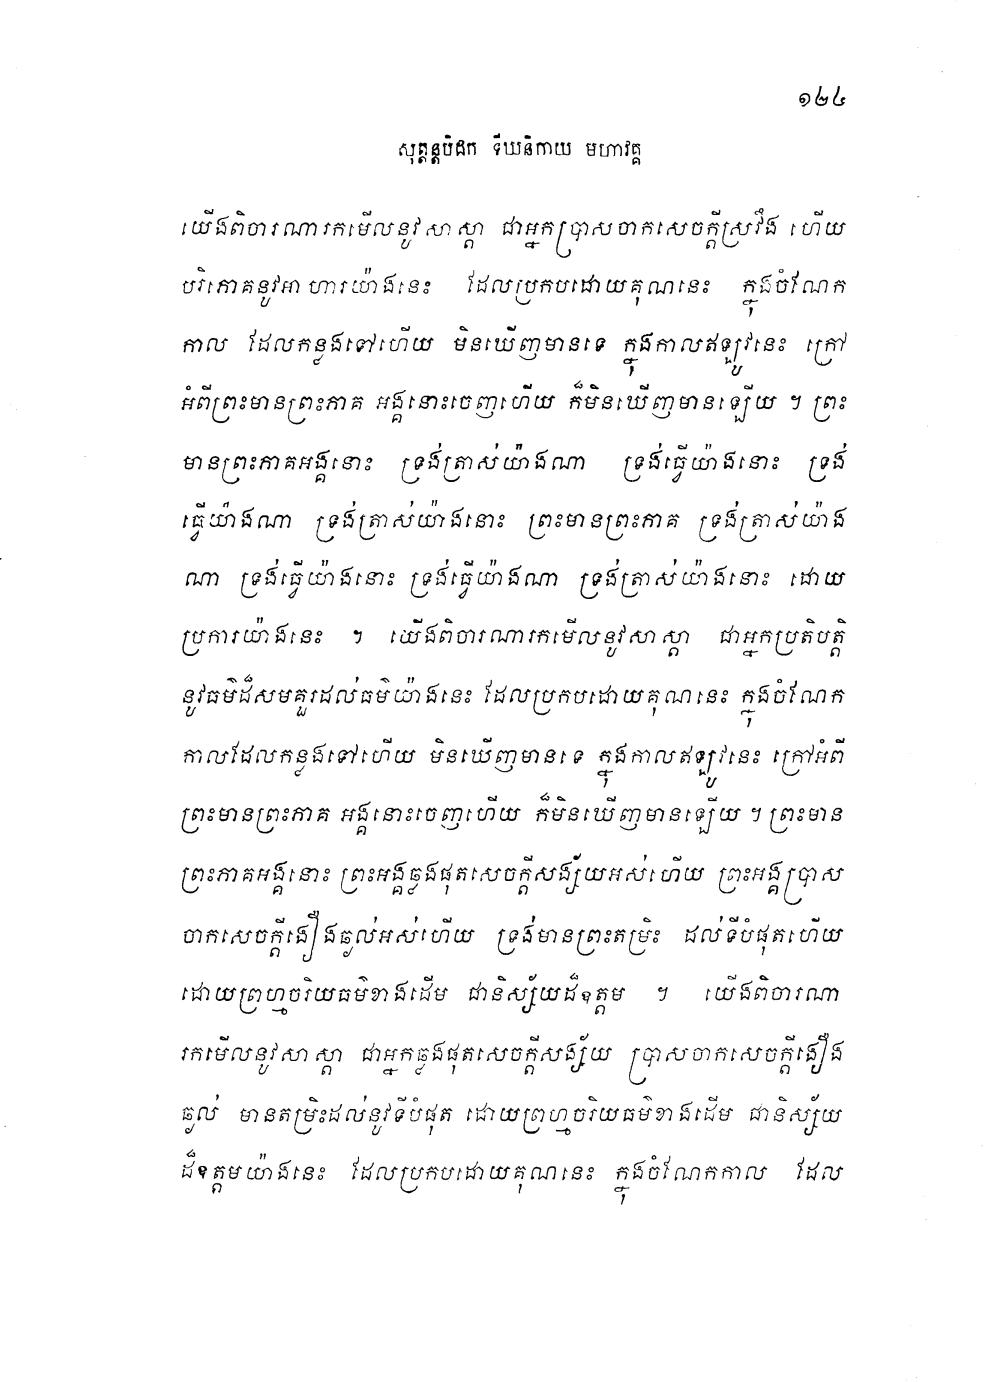 ១២៤
សុត្តន្តបិដក ទីឃនិកាយ មហាវគ្គ
យើងពិចារណារកមើលនូវសាស្តា ជាអ្នកប្រាសចាកសេចក្តីស្រវឹង ហើយ
បរិភោគនូវអាហារយ៉ាងនេះ ដែលប្រកបដោយគុណនេះ ក្នុងចំណែក
កាល ដែលកន្លងទៅហើយ មិនឃើញមានទេ ក្នុងកាលឥឡូវនេះ ក្រៅ
អំពីព្រះមានព្រះភាគ អង្គនោះចេញហើយ ក៏មិនឃើញមានឡើយ ។ ព្រះ
មានព្រះភាគអង្គនោះ ទ្រង់ត្រាស់យ៉ាងណា ទ្រង់ធ្វើយ៉ាងនោះ ទ្រង់
ធ្វើយ៉ាងណា ទ្រង់ត្រាស់យ៉ាងនោះ ព្រះមានព្រះភាគ ទ្រង់ត្រាស់យ៉ាង
ណា ទ្រង់ធ្វើយ៉ាងនោះ ទ្រង់ធ្វើយ៉ាងណា ទ្រង់ត្រាស់យ៉ាងនោះ ដោយ
ប្រការយ៉ាងនេះ ។ យើងពិចារណារកមើលនូវសាស្តា ជាអ្នកប្រតិបត្តិ
នូវធម៌ដ៏សមគួរដល់ធម៌យ៉ាងនេះ ដែលប្រកបដោយគុណនេះ ក្នុងចំណែក
កាលដែលកន្លងទៅហើយ មិនឃើញមានទេ ក្នុងកាលឥឡូវនេះ ក្រៅអំពី
ព្រះមានព្រះភាគ អង្គនោះចេញហើយ ក៏មិនឃើញមានឡើយ ។ ព្រះមាន
ព្រះភាគអង្គនោះ ព្រះអង្គឆ្លងផុតសេចក្តីសង្ស័យអស់ហើយ ព្រះអង្គប្រាស
ចាកសេចក្តីងឿងឆ្ងល់អស់ហើយ ទ្រង់មានព្រះតម្រិះ ដល់ទីបំផុតហើយ
ដោយព្រហ្មចរិយធម៌ខាងដើម ជានិស្ស័យដ៏ឧត្តម ។ យើងពិចារណា
រកមើលនូវសាស្តា ជាអ្នកឆ្លងផុតសេចក្តីសង្ស័យ ប្រាសចាកសេចក្តីងឿង
ឆ្ងល់ មានតម្រិះដល់នូវទីបំផុត ដោយព្រហ្មចរិយធម៌ខាងដើម ជានិស្ស័យ
ដ៏ឧត្តមយ៉ាងនេះ ដែលប្រកបដោយគុណនេះ ក្នុងចំណែកកាល ដែល